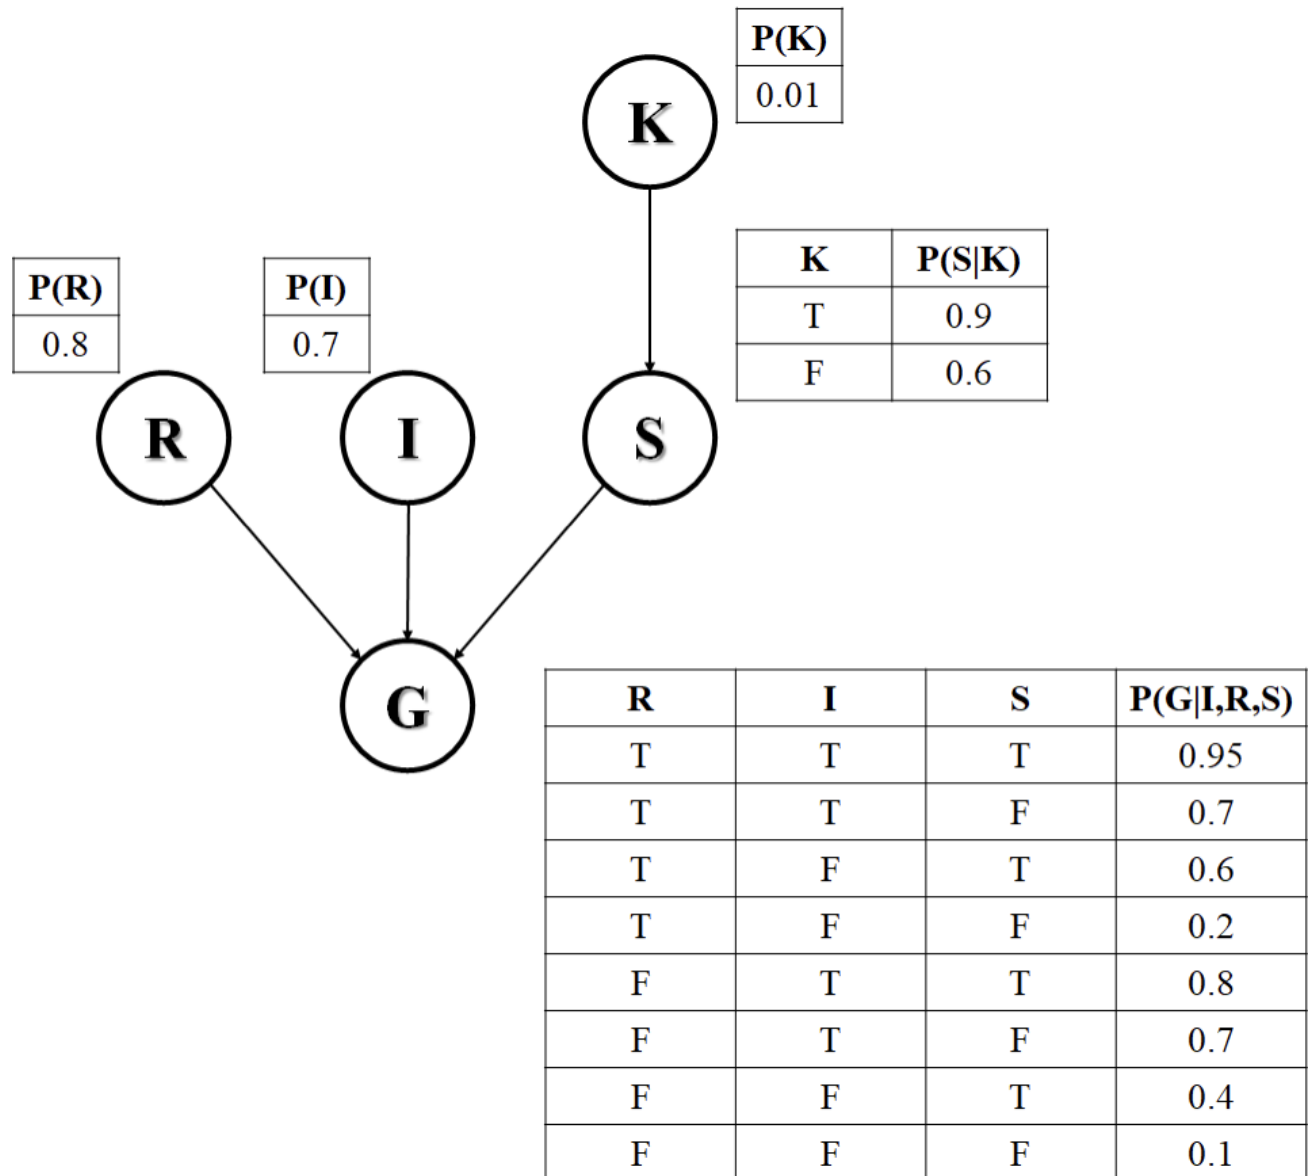 P(K)
0.01
K
K P(S|K)
T 0.9
F 0.6
P(R)
0.8
P(I)
0.7
R I S
G
R I S P(G|I,R,S)
T T T 0.95
T T F 0.7
T F T 0.6
T F F 0.2
F T T 0.8
F T F 0.7
F F T 0.4
F F F 0.1